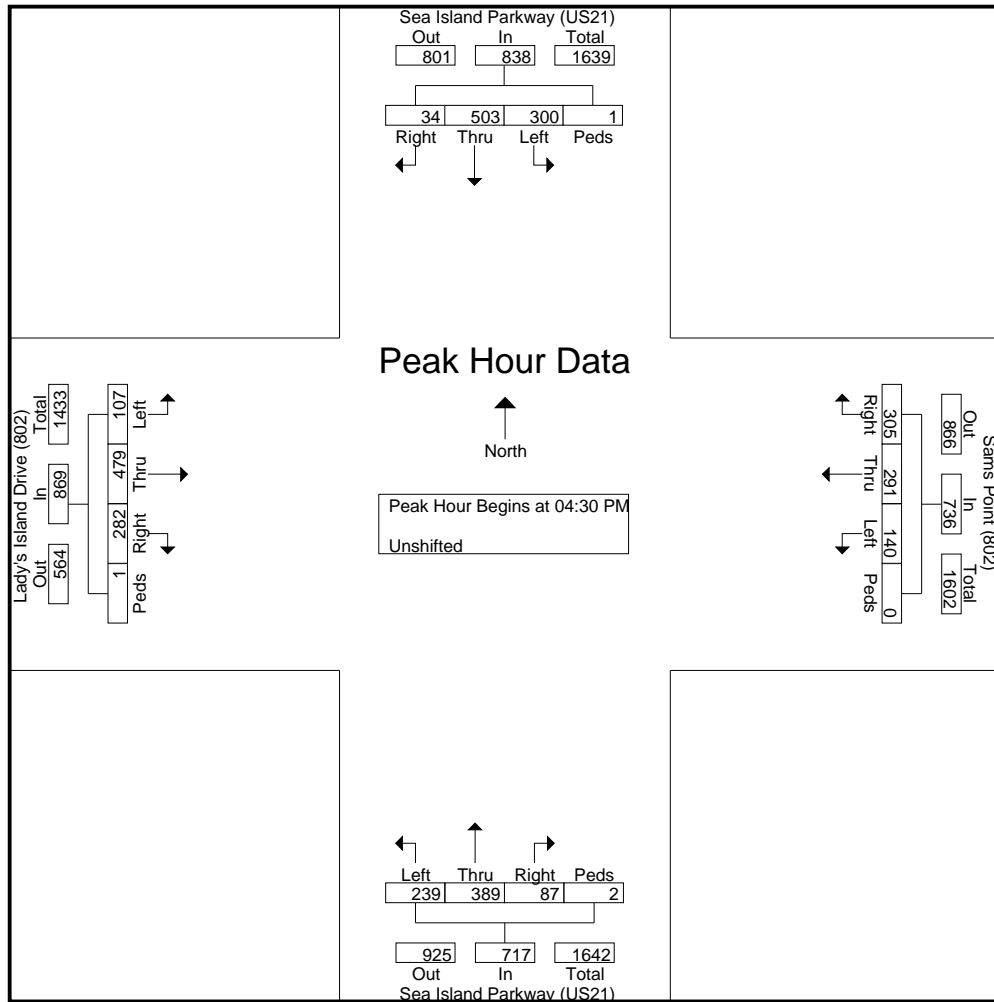 Sea Island Parkway (US21)
Out In Total
801 838 1639
34 503 300 1
Right Thru Left Peds
Peak Hour Data
North
Peak Hour Begins at 04:30 PM
Unshifted
Lady's Island Drive (802)
Total In Out
1433 869 564
107 479 282 1
Left Thru Right Peds
Sams Point (802)
Out In Total
866 736 1602
305 291 140 0
Right Thru Left Peds
Left Thru Right Peds
239 389 87 2
925 717 1642
Out In Total
Sea Island Parkway (US21)